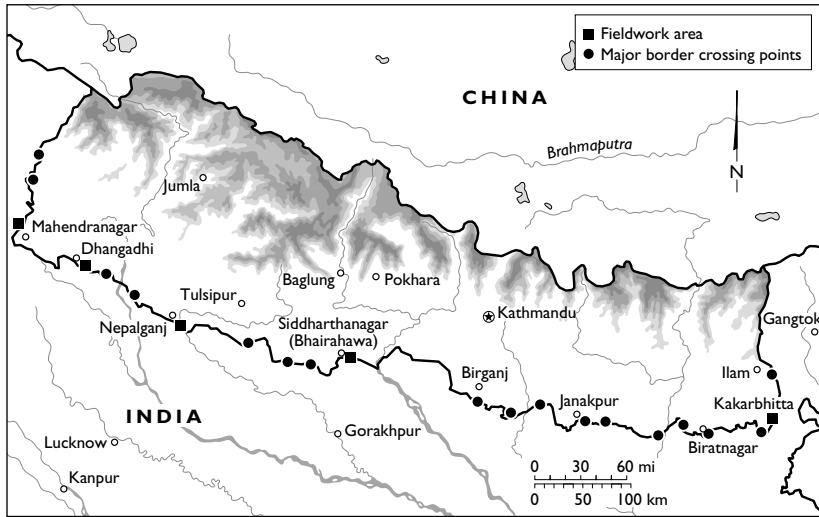 Fieldwork area
Major border crossing points
CHINA
Brahmaputra
N
Jumla
Mahendranagar
Dhangadhi
Baglung
Pokhara
Tulsipur
Kathmandu
Gangtok
Nepalganj
Siddharthanagar
(Bhairahawa)
Birganj
Ilam
Janakpur
Kakarbhitta
INDIA
Gorakhpur
Biratnagar
Lucknow
Kanpur
0 30 60 mi
0 50 100 km